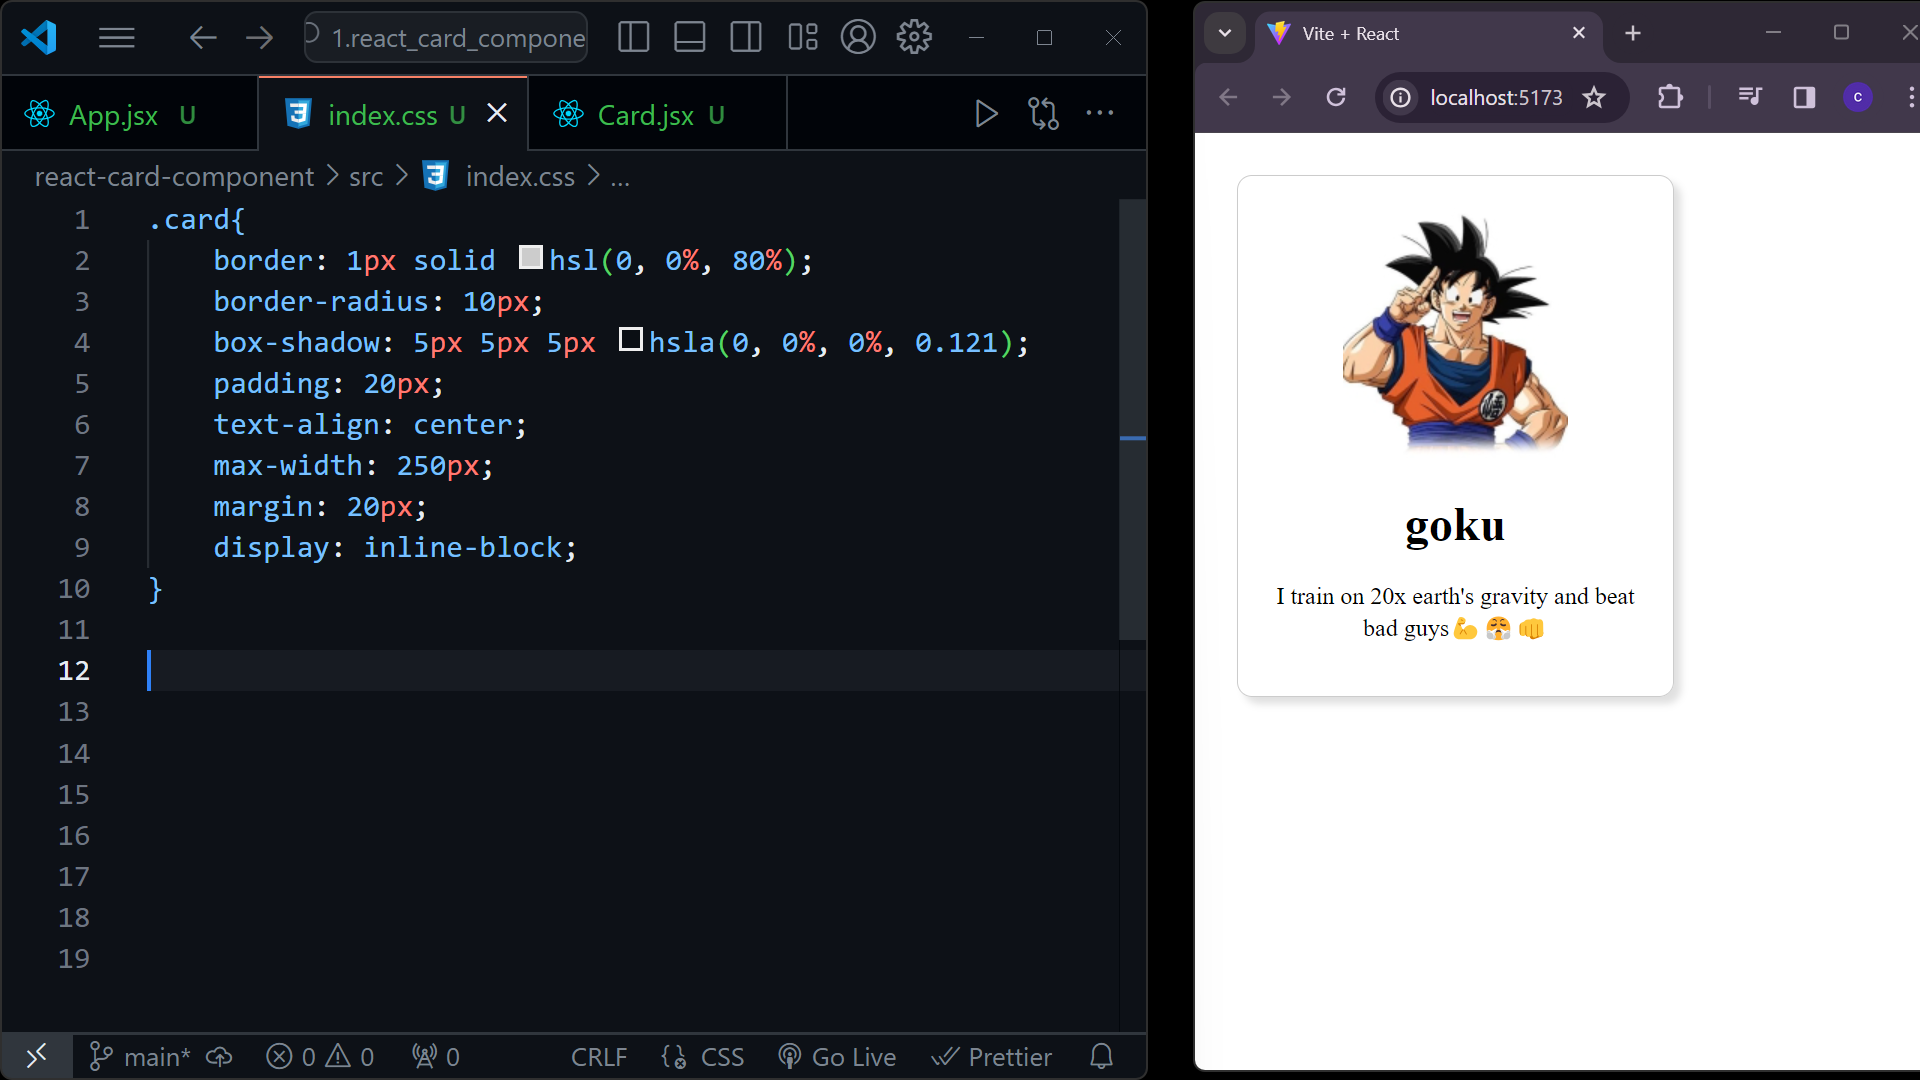 1.react_card_compone
App.jsx U
index.css U
Card.jsx U
react-card-component > src > index.css > ...
1 .card{
2 border: 1px solid hsl(0, 0%, 80%);
3 border-radius: 10px;
4 box-shadow: 5px 5px 5px hsla(0, 0%, 0%, 0.121);
5 padding: 20px;
6 text-align: center;
7 max-width: 250px;
8 margin: 20px;
9 display: inline-block;
10 }
11
12
13
14
15
16
17
18
19
main* 0 0 0 CRLF CSS Go Live Prettier
Vite + React
localhost:5173
C
goku
I train on 20x earth's gravity and beat
bad guys💪 😤 👊